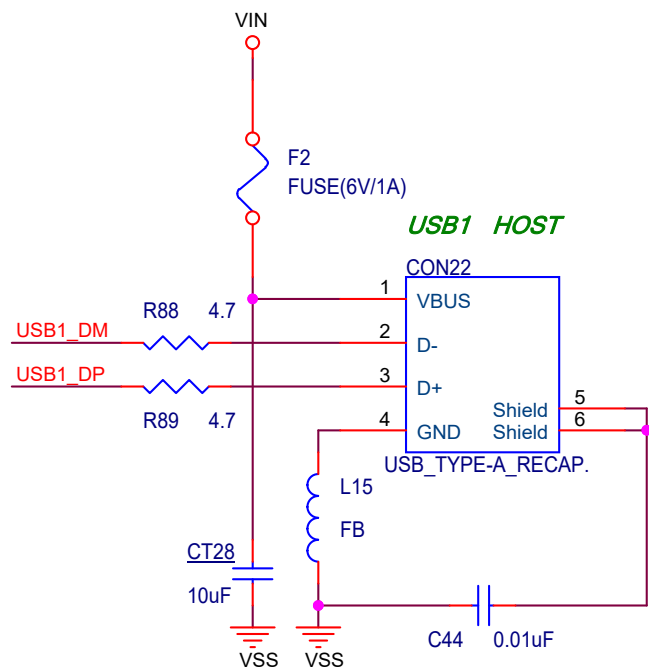 VIN
F2
FUSE(6V/1A)
USB1 HOST
CON22
1
VBUS
R88 4.7
USB1_DM
2
D-
USB1_DP
3
D+
R89 4.7
4
GND
Shield
5
Shield
6
USB_TYPE-A_RECAP.
L15
FB
CT28
10uF
C44 0.01uF
VSS VSS